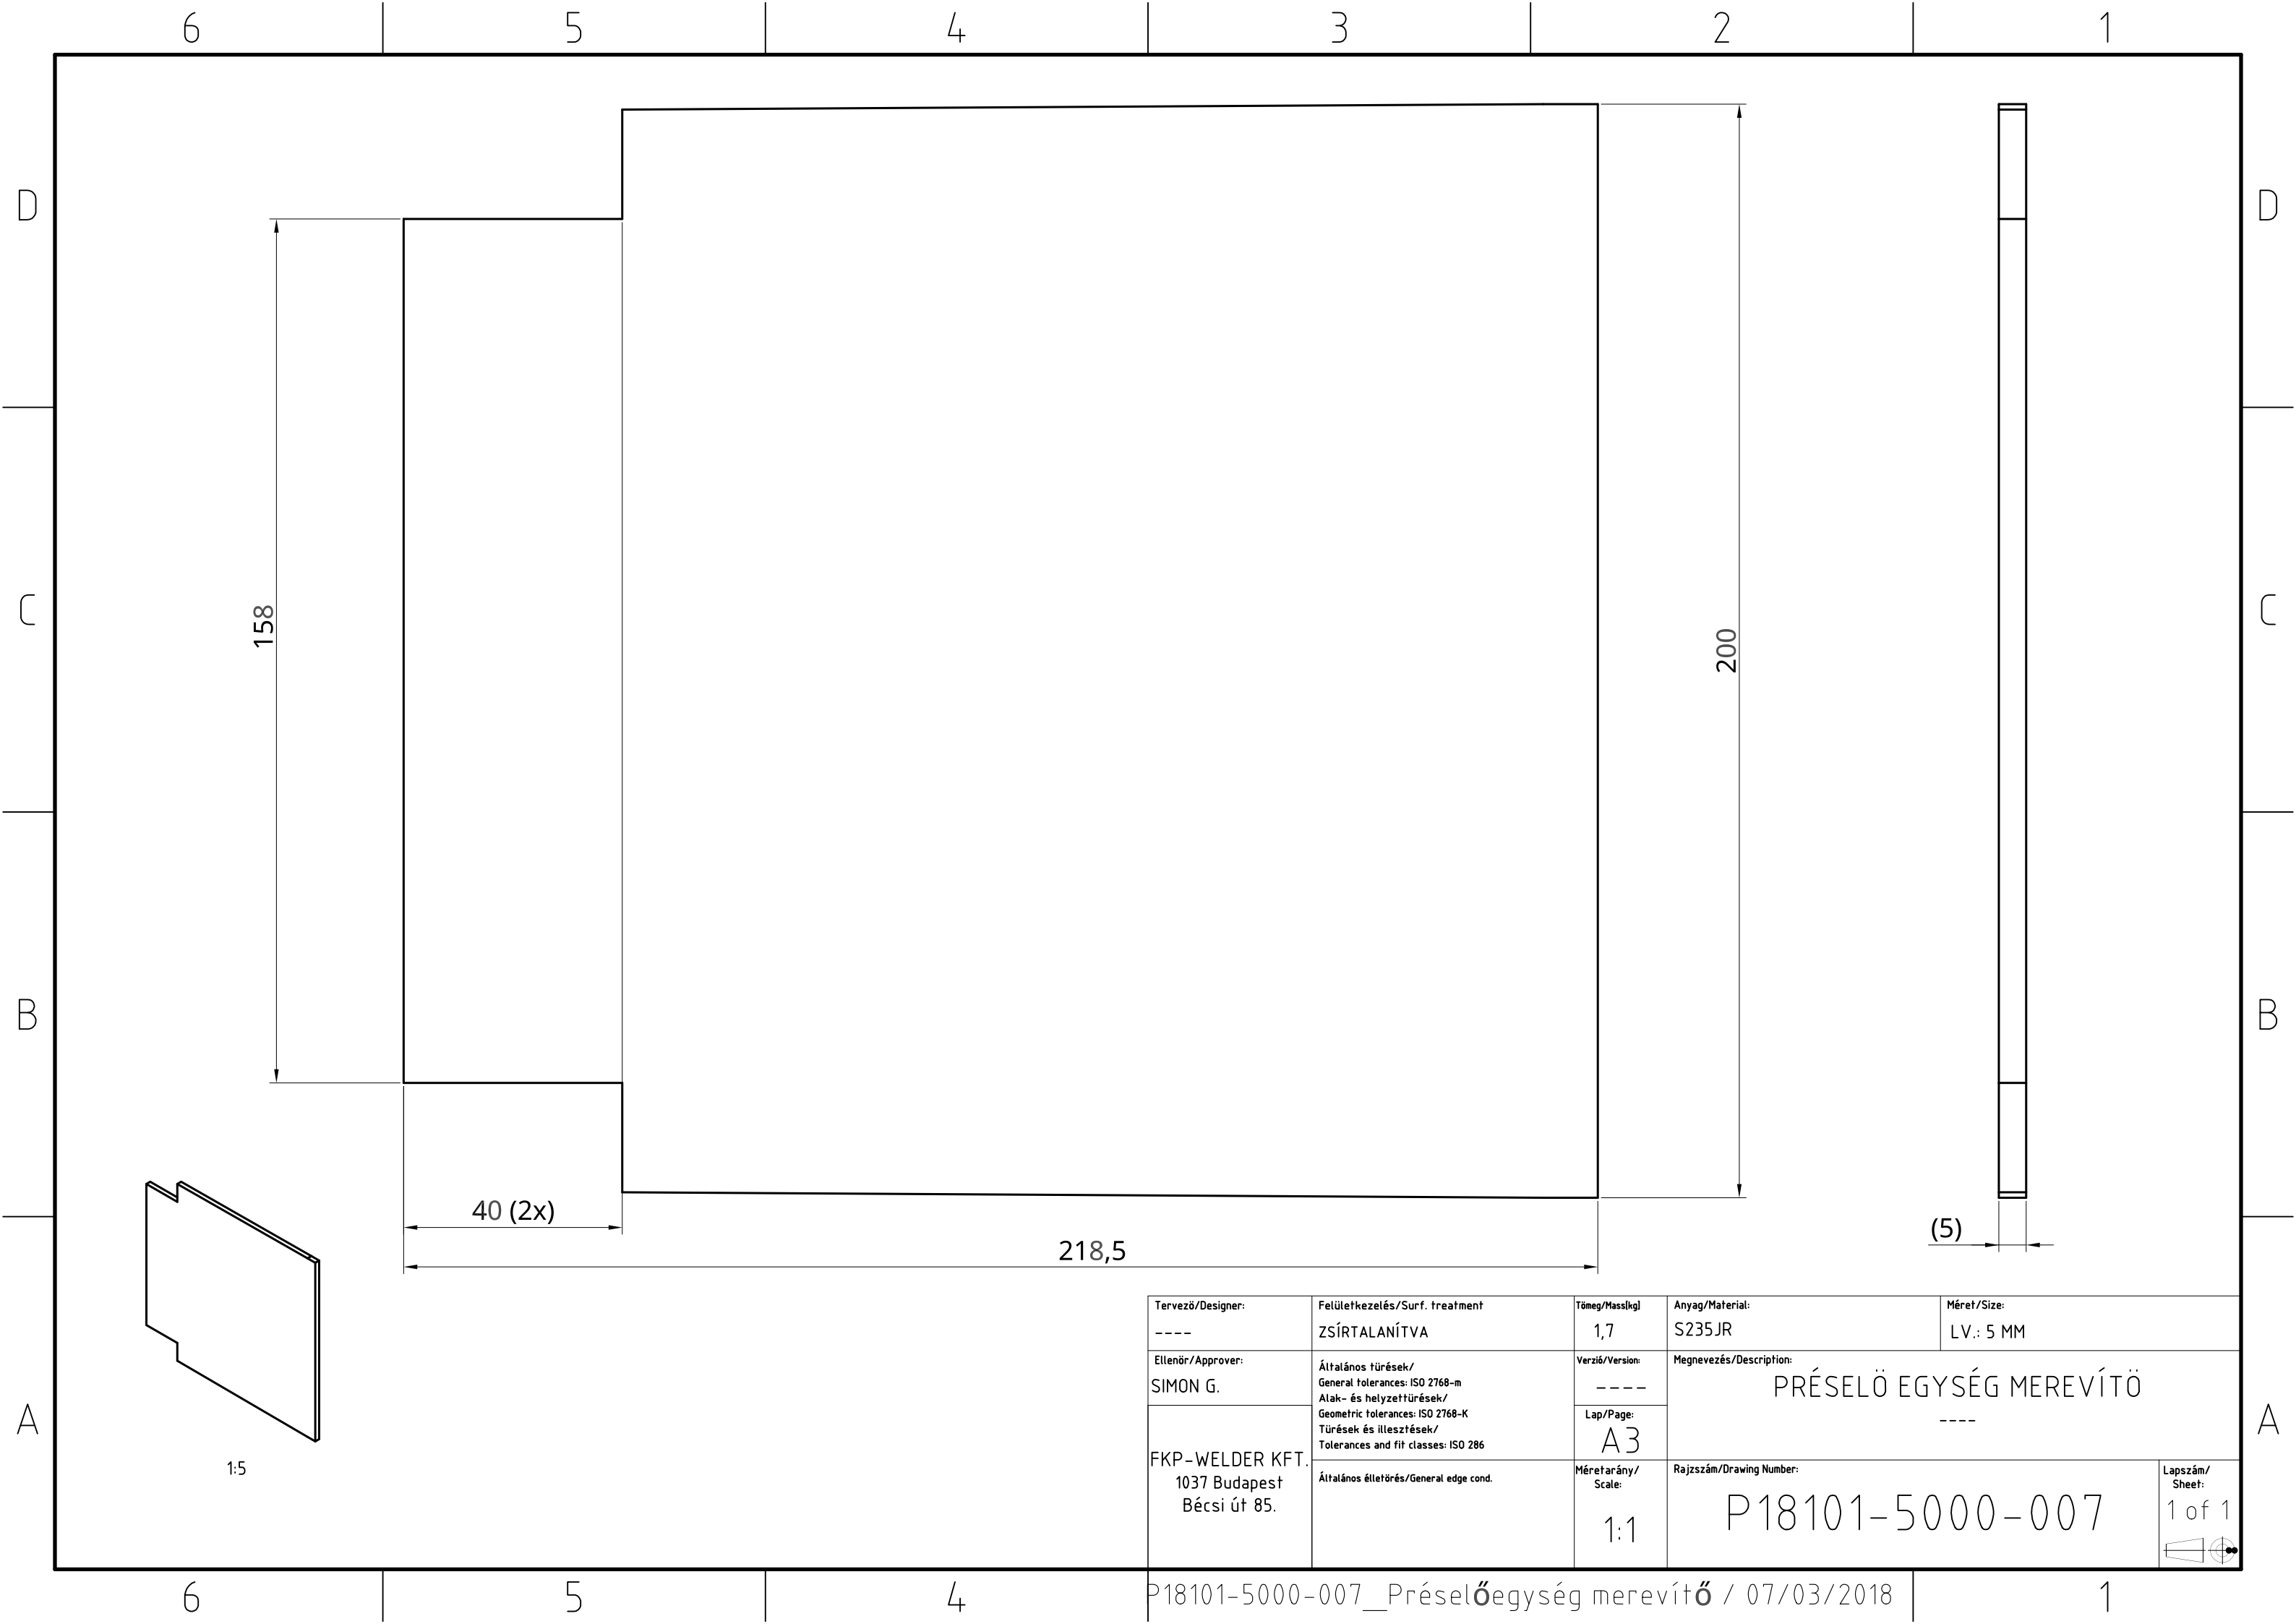 6 5 4 3 2 1
D D
C C
B B
A A
158
200
40 (2x)
218,5
(5)
1:5
Tervezö/Designer:
----
Felületkezelés/Surf. treatment
ZSÍRTALANÍTVA
Tömeg/Mass[kg]
1,7
Anyag/Material:
S235JR
Méret/Size:
LV.: 5 MM
Ellenör/Approver:
SIMON G.
Általános türések/
General tolerances: ISO 2768-m
Alak- és helyzettürések/
Geometric tolerances: ISO 2768-K
Türések és illesztések/
Tolerances and fit classes: ISO 286
Verzió/Version:
----
Megnevezés/Description:
PRÉSELÖ EGYSÉG MEREVÍTÖ
----
Lap/Page:
A3
FKP-WELDER KFT.
1037 Budapest
Bécsi út 85.
Általános élletörés/General edge cond.
Méretarány/
Scale:
1:1
Rajzszám/Drawing Number:
P18101-5000-007
Lapszám/
Sheet:
1 of 1
6 5 4 1
P18101-5000-007__Préselőegység merevítő / 07/03/2018